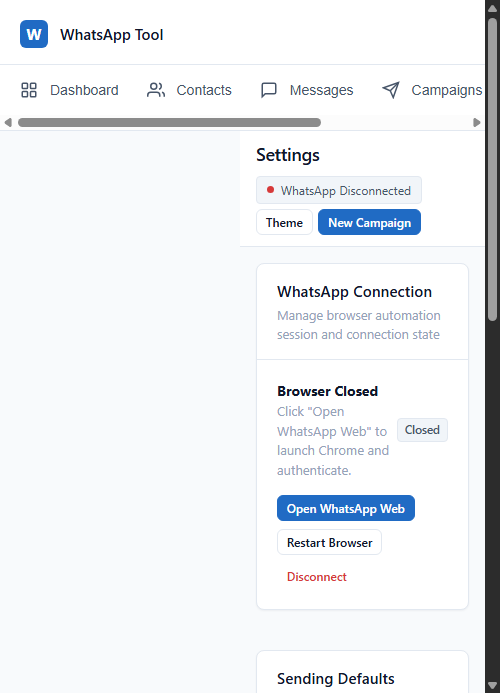 W WhatsApp Tool
Dashboard Contacts Messages Campaigns
Settings
WhatsApp Disconnected
Theme New Campaign
WhatsApp Connection
Manage browser automation
session and connection state
Browser Closed
Click "Open
WhatsApp Web" to
launch Chrome and
authenticate.
Closed
Open WhatsApp Web
Restart Browser
Disconnect
Sending Defaults